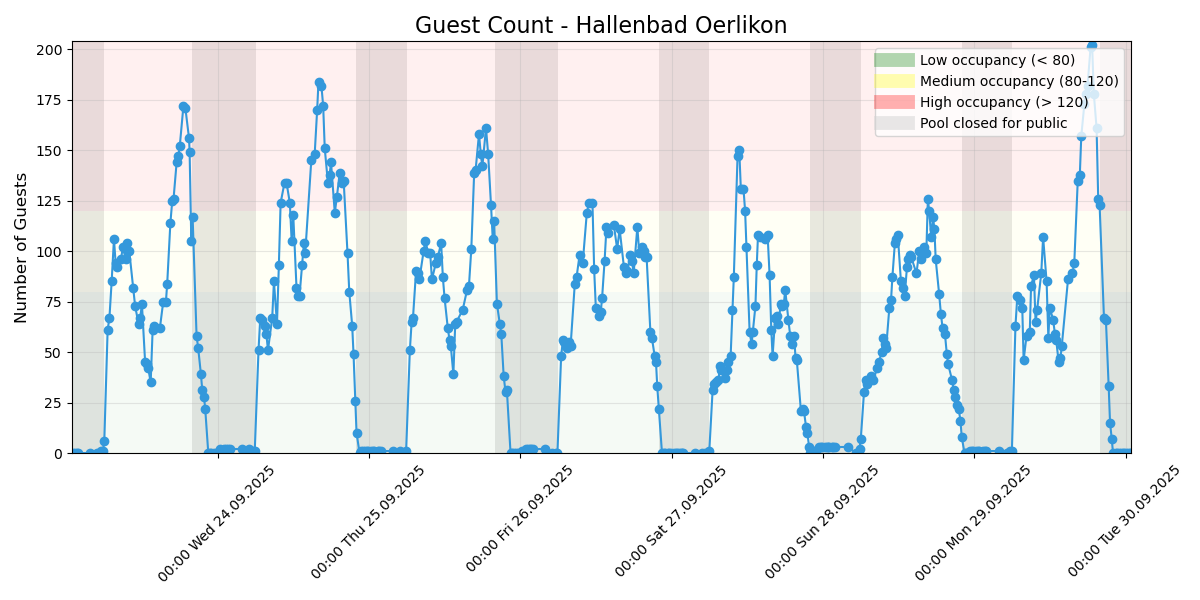 Guest Count - Hallenbad Oerlikon
Number of Guests
200
175
150
125
100
75
50
25
0
Low occupancy (< 80)
Medium occupancy (80-120)
High occupancy (> 120)
Pool closed for public
00:00 Wed 24.09.2025
00:00 Thu 25.09.2025
00:00 Fri 26.09.2025
00:00 Sat 27.09.2025
00:00 Sun 28.09.2025
00:00 Mon 29.09.2025
00:00 Tue 30.09.2025